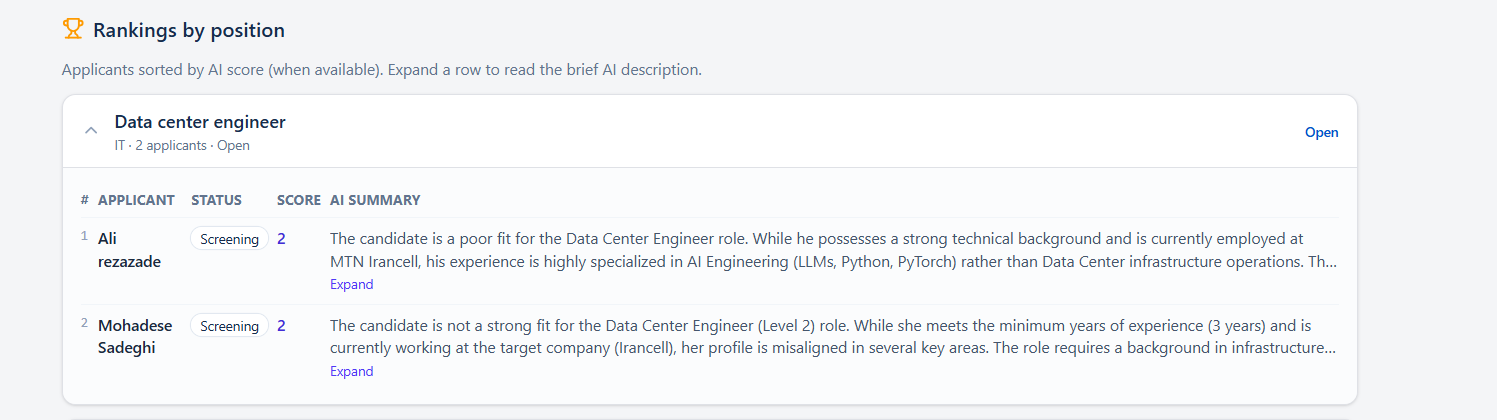 Rankings by position
Applicants sorted by AI score (when available). Expand a row to read the brief AI description.
Data center engineer
IT · 2 applicants · Open
Open
# APPLICANT STATUS SCORE AI SUMMARY
1 Ali rezazade Screening 2 The candidate is a poor fit for the Data Center Engineer role. While he possesses a strong technical background and is currently employed at
MTN Irancell, his experience is highly specialized in AI Engineering (LLMs, Python, PyTorch) rather than Data Center infrastructure operations. Th...
Expand
2 Mohadese Sadeghi Screening 2 The candidate is not a strong fit for the Data Center Engineer (Level 2) role. While she meets the minimum years of experience (3 years) and is
currently working at the target company (Irancell), her profile is misaligned in several key areas. The role requires a background in infrastructure...
Expand